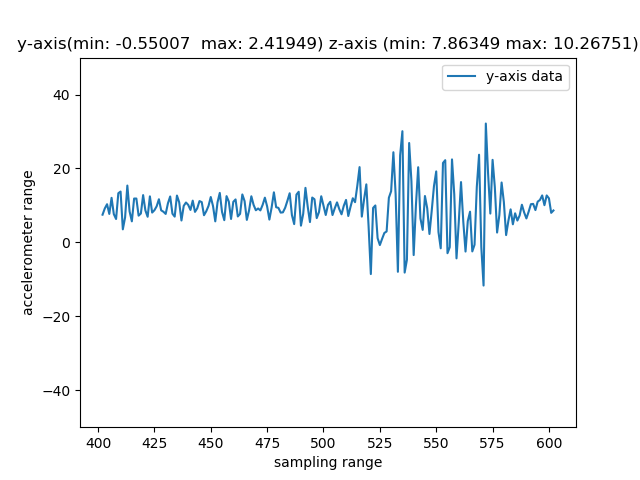 y-axis(min: -0.55007  max: 2.41949) z-axis (min: 7.86349 max: 10.26751)
y-axis data
accelerometer range
40
20
0
−20
−40
400 425 450 475 500 525 550 575 600
sampling range